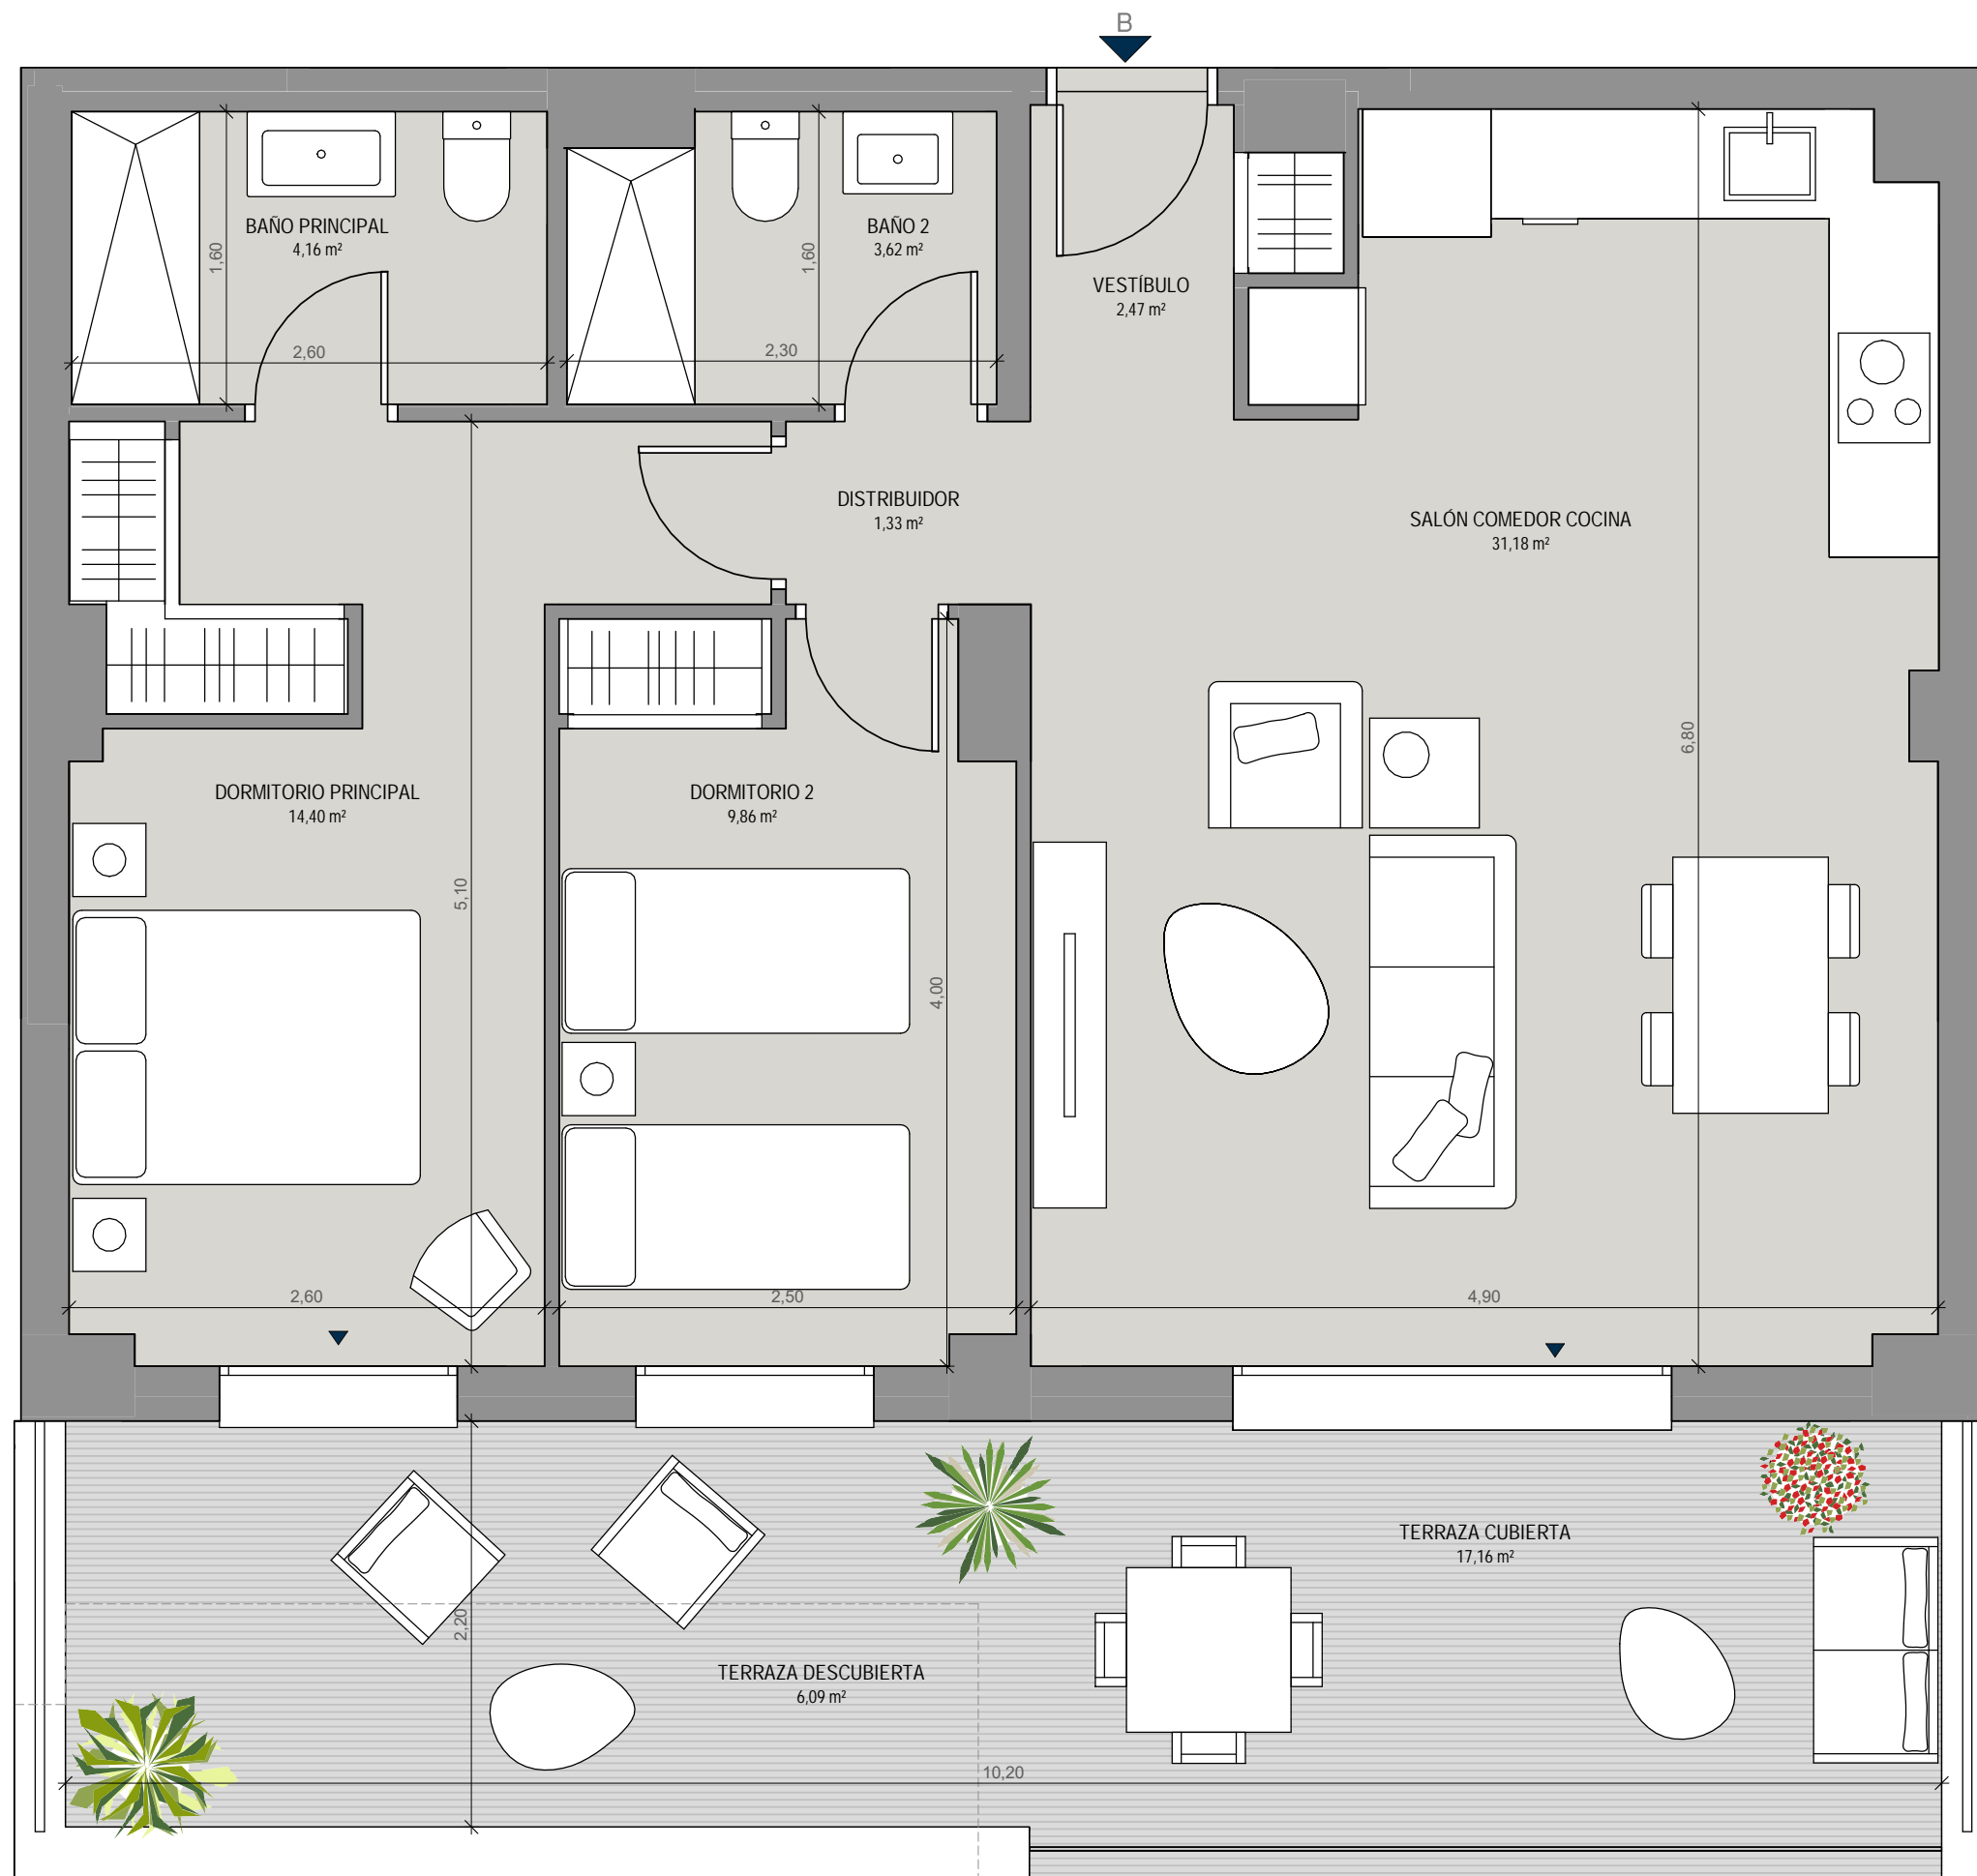 B
BAÑO PRINCIPAL
4,16 m²
1,60
2,60
BAÑO 2
3,62 m²
1,60
2,30
VESTÍBULO
2,47 m²
DISTRIBUIDOR
1,33 m²
SALÓN COMEDOR COCINA
31,18 m²
6,80
DORMITORIO PRINCIPAL
14,40 m²
5,10
DORMITORIO 2
9,86 m²
4,00
2,60
2,50
4,90
TERRAZA CUBIERTA
17,16 m²
2,20
TERRAZA DESCUBIERTA
6,09 m²
10,20